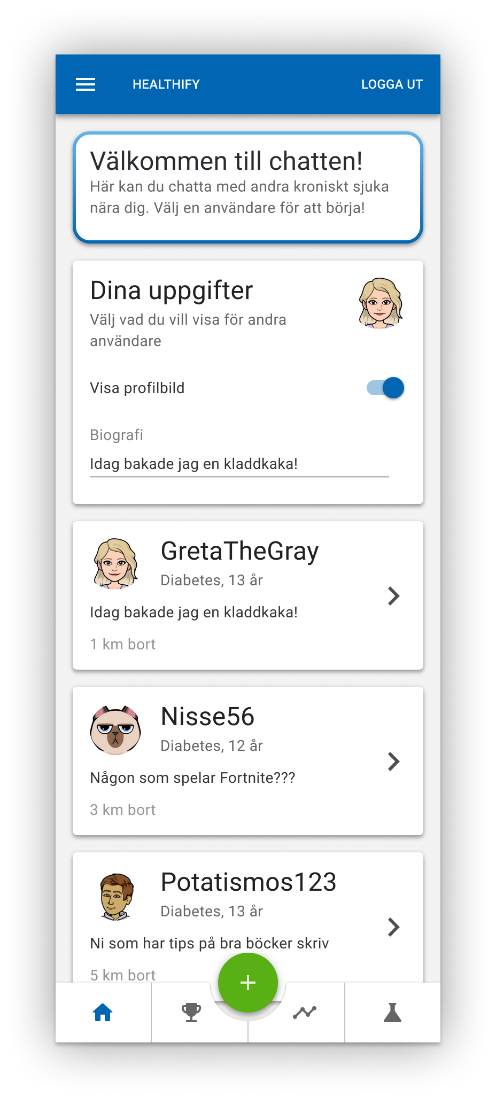 HEALTHIFY LOGGA UT
Välkommen till chatten!
Här kan du chatta med andra kroniskt sjuka
nära dig. Välj en användare för att börja!
Dina uppgifter
Välj vad du vill visa för andra
användare
Visa profilbild
Biografi
Idag bakade jag en kladdkaka!
GretaTheGray
Diabetes, 13 år
Idag bakade jag en kladdkaka!
1 km bort
Nisse56
Diabetes, 12 år
Någon som spelar Fortnite???
3 km bort
Potatismos123
Diabetes, 13 år
Ni som har tips på bra böcker skriv
5 km bort